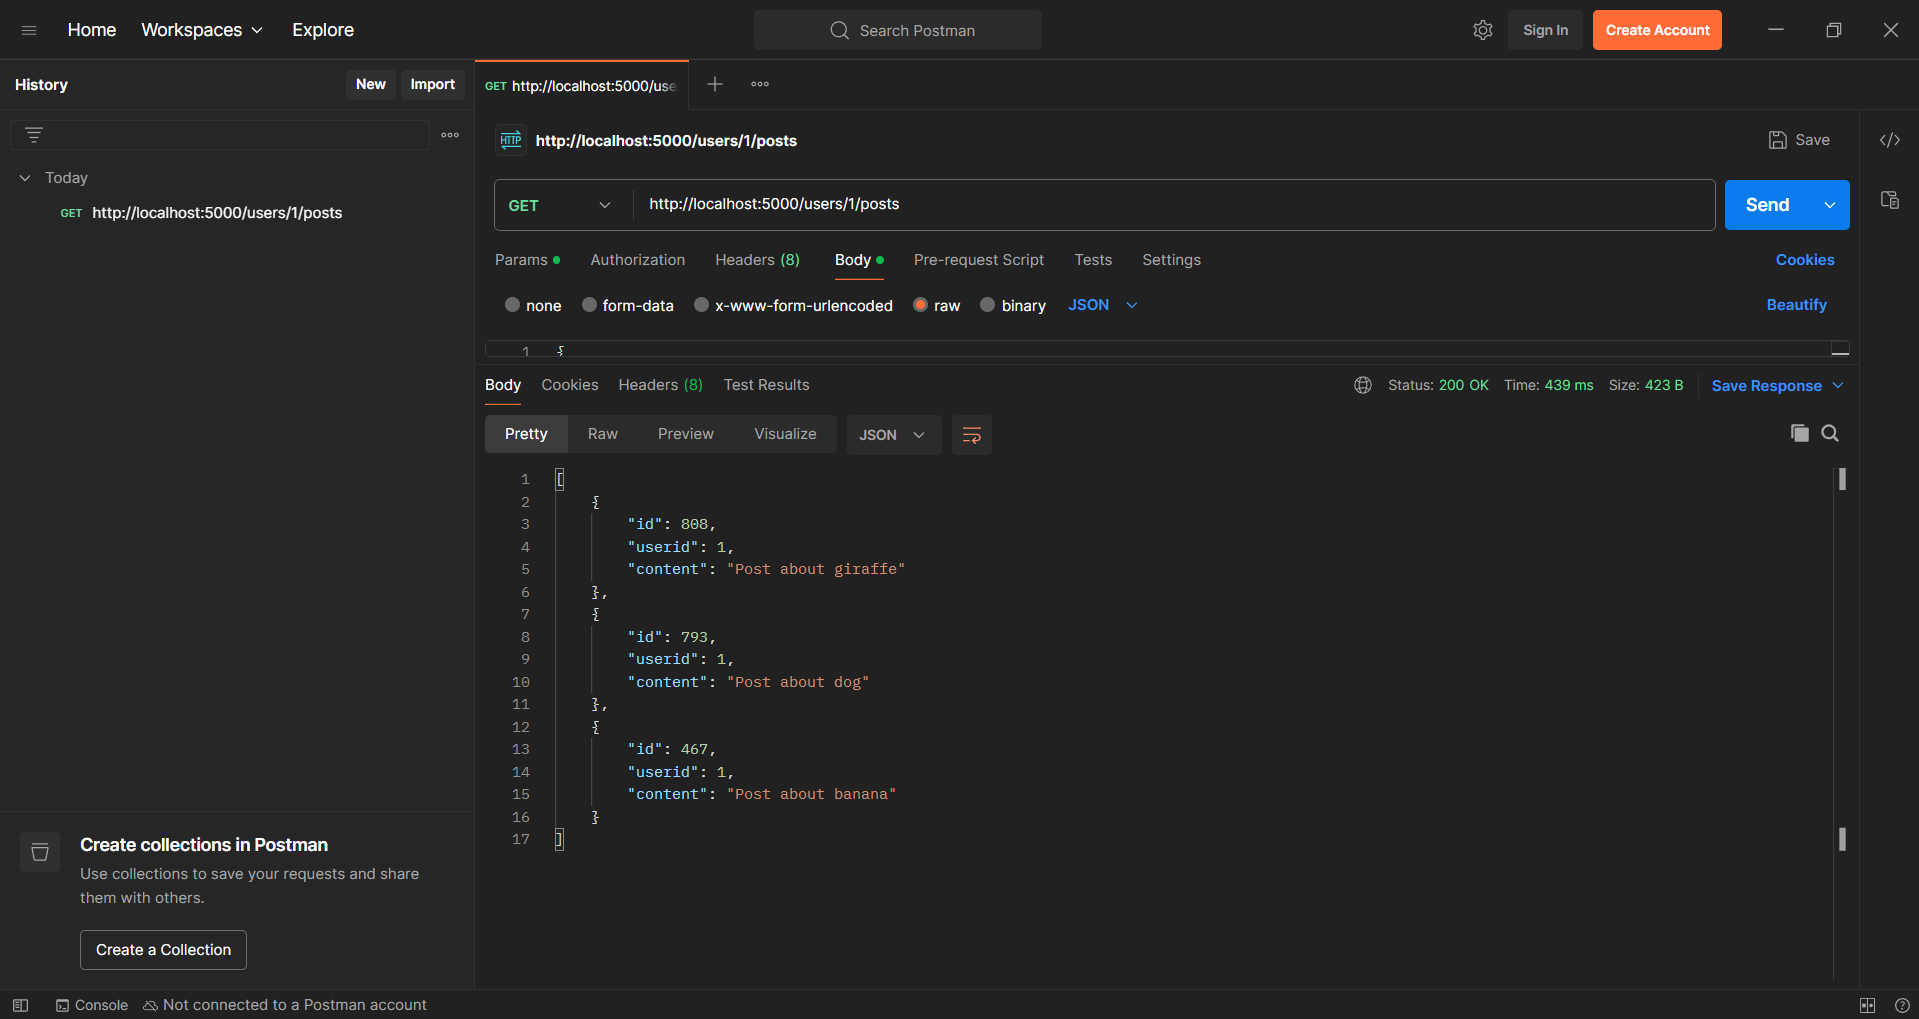 Home Workspaces Explore Search Postman Sign In Create Account
History New Import
GET http://localhost:5000/use
Today
GET http://localhost:5000/users/1/posts
HTTP http://localhost:5000/users/1/posts Save
GET http://localhost:5000/users/1/posts Send
Params Authorization Headers (8) Body Pre-request Script Tests Settings Cookies
none form-data x-www-form-urlencoded raw binary JSON Beautify
1 {
Body Cookies Headers (8) Test Results Status: 200 OK Time: 439 ms Size: 423 B Save Response
Pretty Raw Preview Visualize JSON
1 [
2 {
3 "id": 808,
4 "userid": 1,
5 "content": "Post about giraffe"
6 },
7 {
8 "id": 793,
9 "userid": 1,
10 "content": "Post about dog"
11 },
12 {
13 "id": 467,
14 "userid": 1,
15 "content": "Post about banana"
16 }
17 ]
Create collections in Postman
Use collections to save your requests and share
them with others.
Create a Collection
Console Not connected to a Postman account